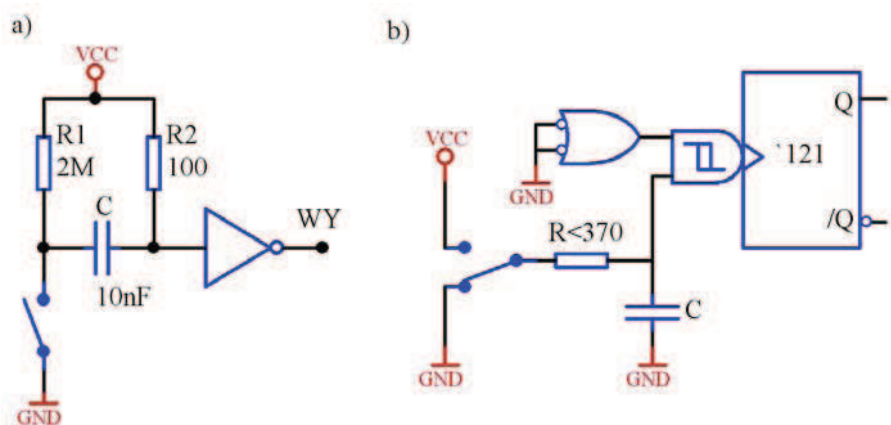 a)
VCC
R1
2M
R2
100
C
10nF
WY
GND
b)
VCC
GND
R<370
C
GND
GND
`121
Q
/Q